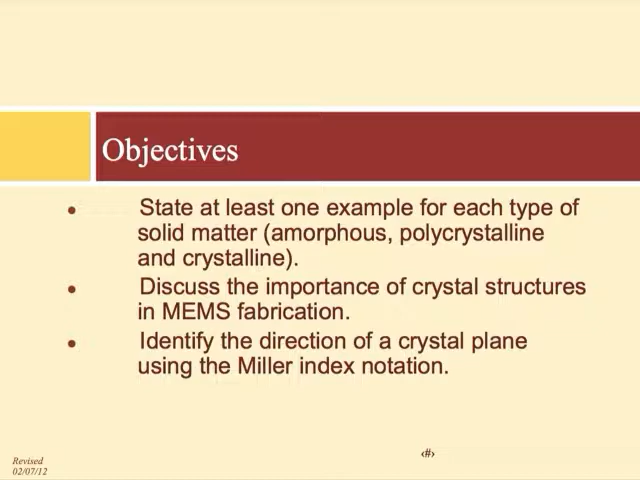 Objectives
• State at least one example for each type of
solid matter (amorphous, polycrystalline
and crystalline).
• Discuss the importance of crystal structures
in MEMS fabrication.
• Identify the direction of a crystal plane
using the Miller index notation.
Revised
02/07/12
‹#›